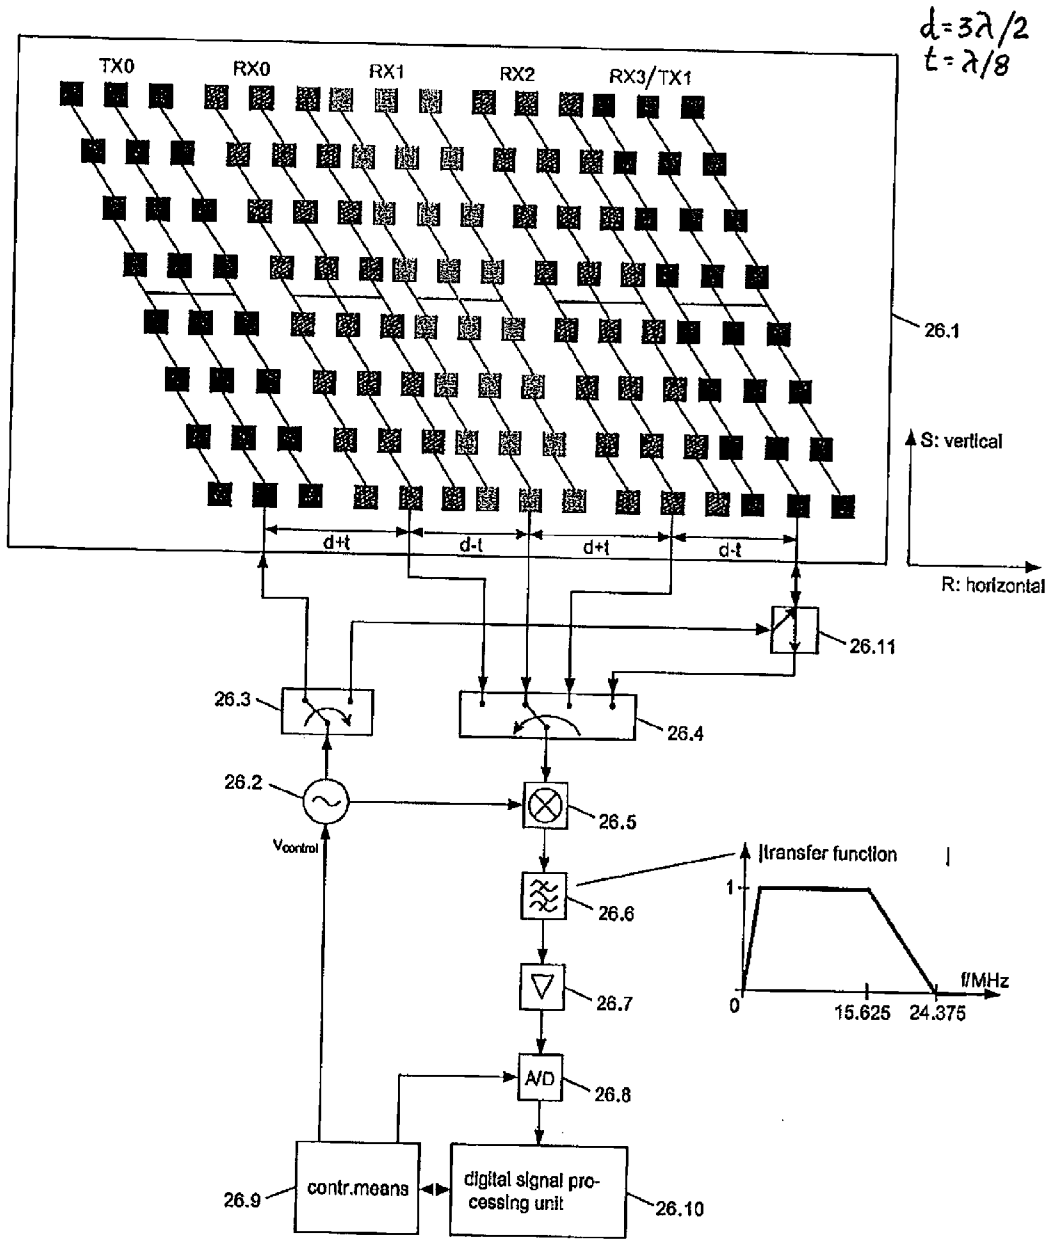 d=3λ/2
t=λ/8
TX0 RX0 RX1 RX2 RX3/TX1
26.1
S: vertical
d+t d-t d+t d-t
R: horizontal
26.11
26.3
26.4
26.2
26.5
Vcontrol
transfer function
1
26.6
f/MHz
0 15.625 24.375
26.7
A/D
26.8
contr.means
digital signal pro-
cessing unit
26.9
26.10